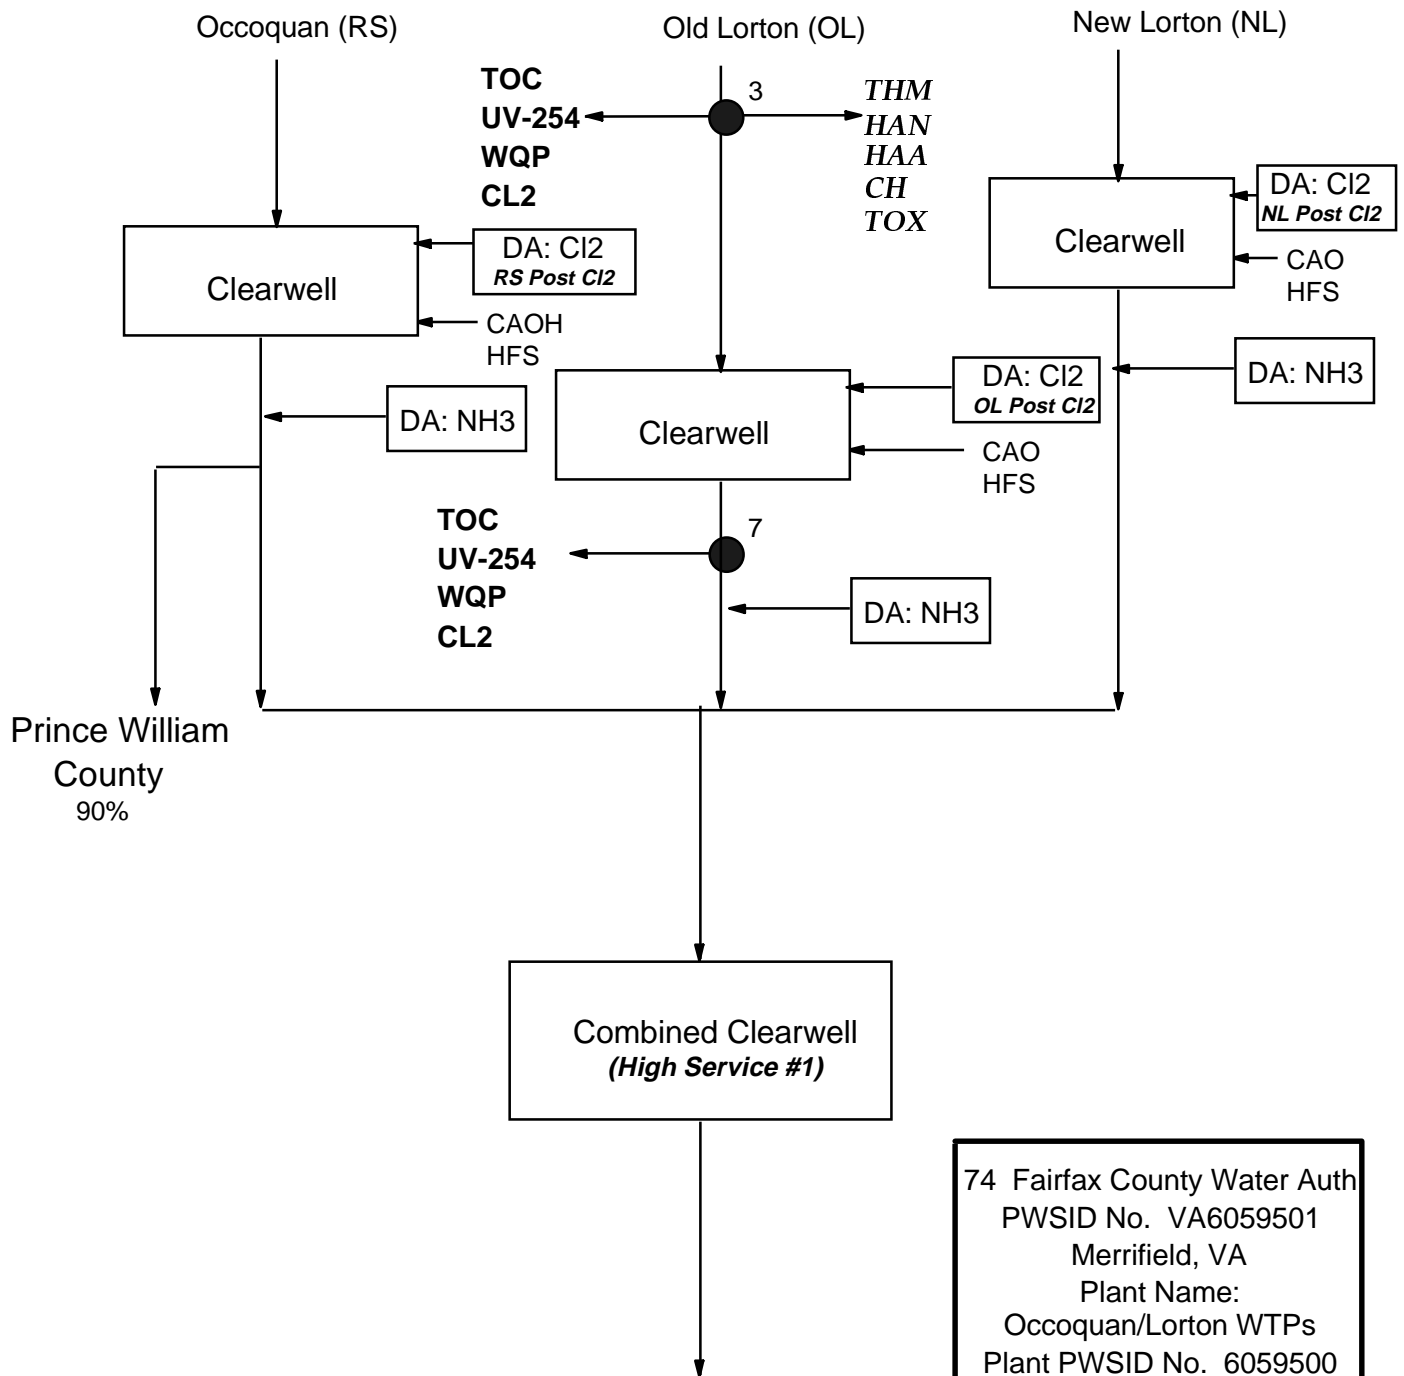 Occoquan (RS)
Old Lorton (OL)
New Lorton (NL)
TOC
UV-254
WQP
CL2
3
THM
HAN
HAA
CH
TOX
DA: Cl2
NL Post Cl2
Clearwell
CAO
HFS
DA: Cl2
RS Post Cl2
Clearwell
CAOH
HFS
DA: NH3
DA: Cl2
OL Post Cl2
DA: NH3
Clearwell
CAO
HFS
TOC
UV-254
WQP
CL2
7
DA: NH3
Prince William
County
90%
Combined Clearwell
(High Service #1)
74 Fairfax County Water Auth
PWSID No. VA6059501
Merrifield, VA
Plant Name:
Occoquan/Lorton WTPs
Plant PWSID No. 6059500